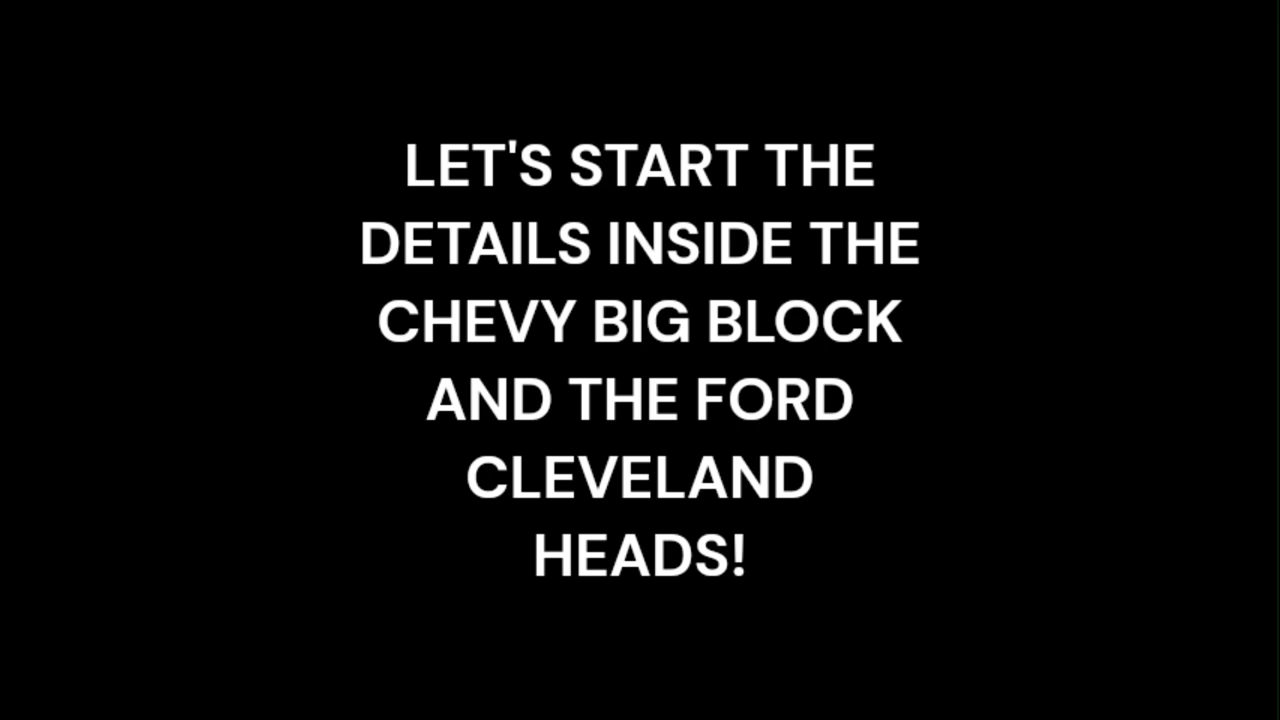 LET'S START THE
DETAILS INSIDE THE
CHEVY BIG BLOCK
AND THE FORD
CLEVELAND
HEADS!